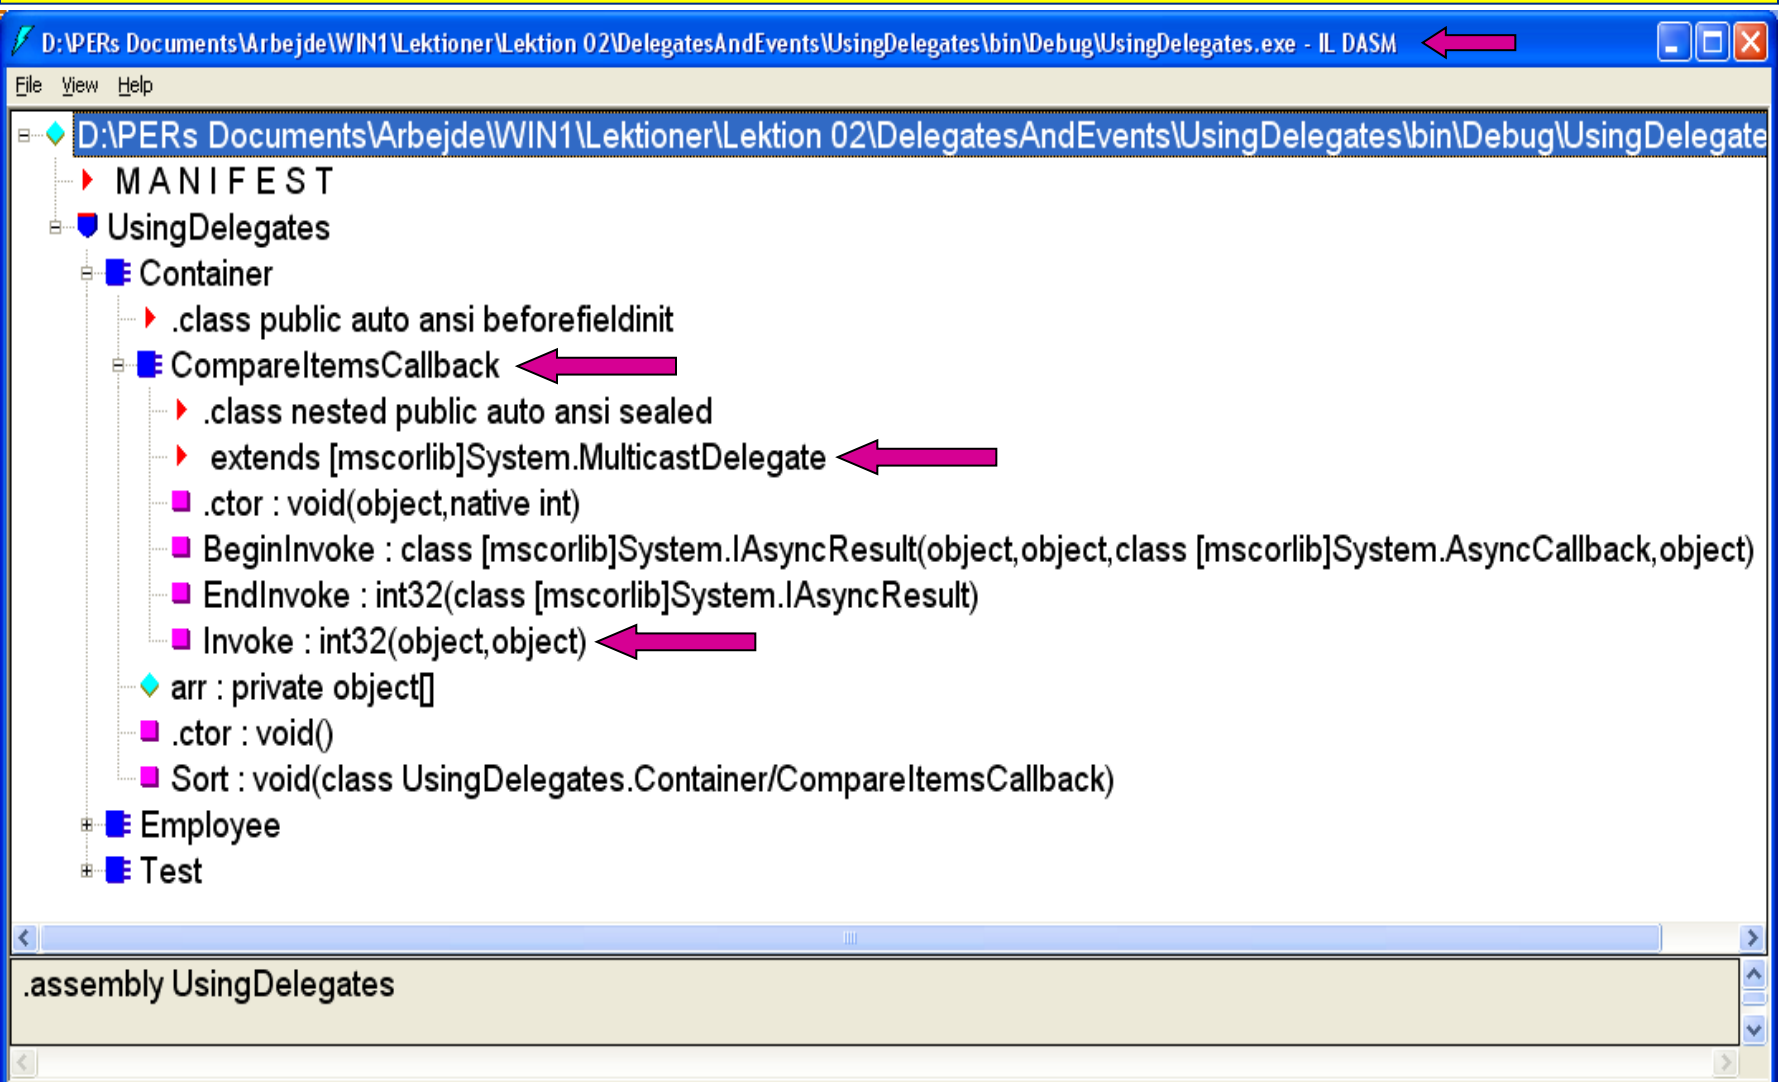 D:\PERs Documents\Arbejde\WIN1\Lektioner\Lektion 02\DelegatesAndEvents\UsingDelegates\bin\Debug\UsingDelegates.exe - IL DASM
File View Help
D:\PERs Documents\Arbejde\WIN1\Lektioner\Lektion 02\DelegatesAndEvents\UsingDelegates\bin\Debug\UsingDelegate
M A N I F E S T
UsingDelegates
Container
.class public auto ansi beforefieldinit
CompareItemsCallback
.class nested public auto ansi sealed
extends [mscorlib]System.MulticastDelegate
.ctor : void(object,native int)
BeginInvoke : class [mscorlib]System.IAsyncResult(object,object,class [mscorlib]System.AsyncCallback,object)
EndInvoke : int32(class [mscorlib]System.IAsyncResult)
Invoke : int32(object,object)
arr : private object[]
.ctor : void()
Sort : void(class UsingDelegates.Container/CompareItemsCallback)
Employee
Test
.assembly UsingDelegates